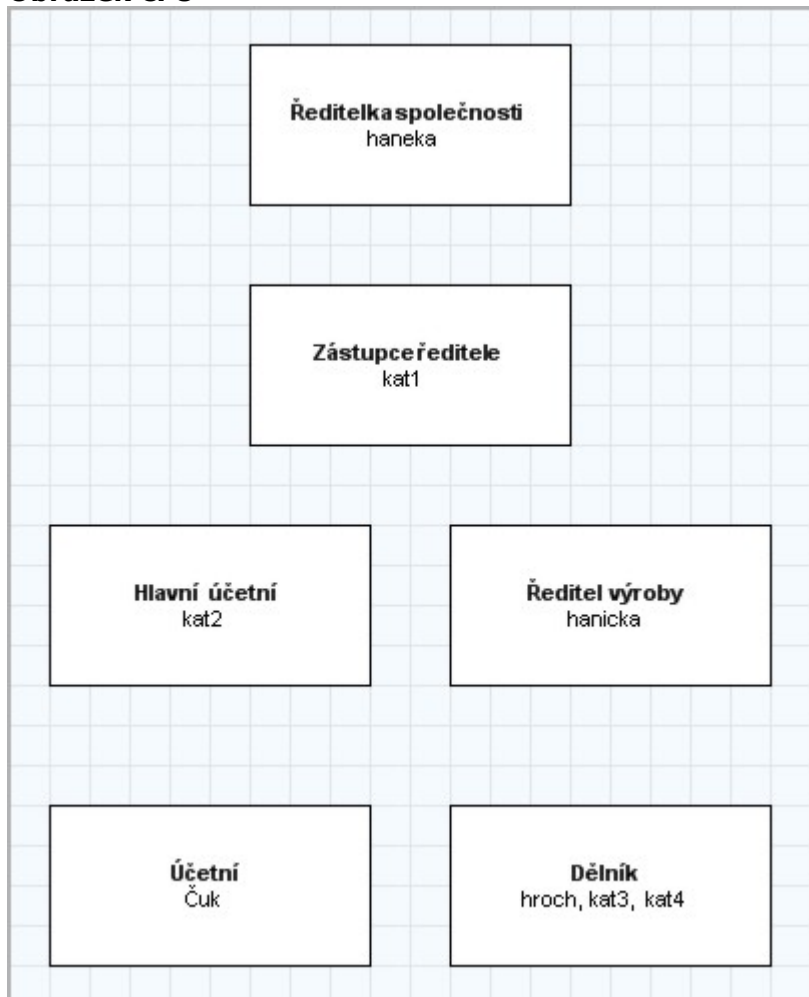 Ředitelka společnosti
haneka
Zástupce ředitele
kat1
Hlavní účetní
kat2
Ředitel výroby
hanicka
Účetní
Čuk
Dělník
hroch, kat3, kat4